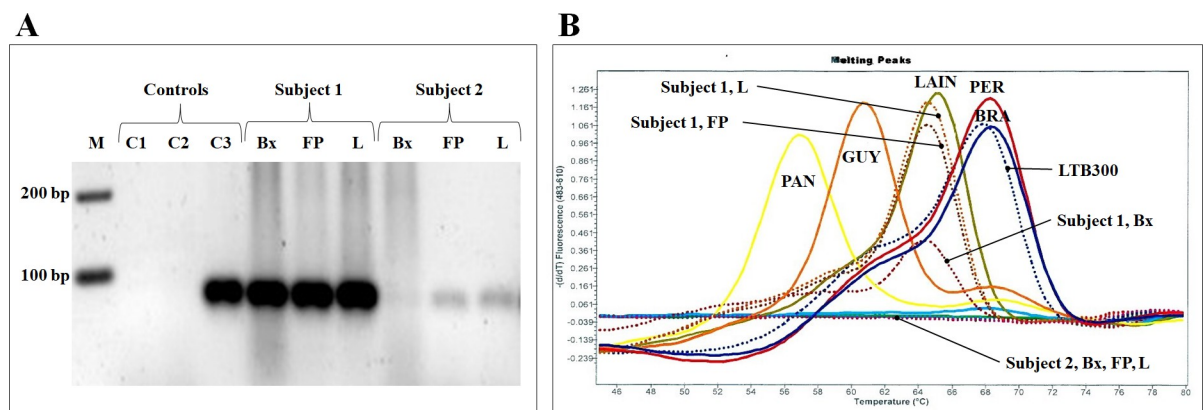 A
Controls Subject 1 Subject 2
M C1 C2 C3 Bx FP L Bx FP L
200 bp
100 bp
B
Melting Peaks
-(d/dT) Fluorescence (483-610)
1.261
1.161
1.061
0.961
0.861
0.761
0.661
0.561
0.461
0.361
0.261
0.161
0.061
-0.039
-0.139
-0.239
Subject 1, L
Subject 1, FP
LAIN
PER
BRA
GUY
PAN
LTB300
Subject 1, Bx
Subject 2, Bx, FP, L
46 48 50 52 54 56 58 60 62 64 66 68 70 72 74 76 78 80
Temperature (°C)